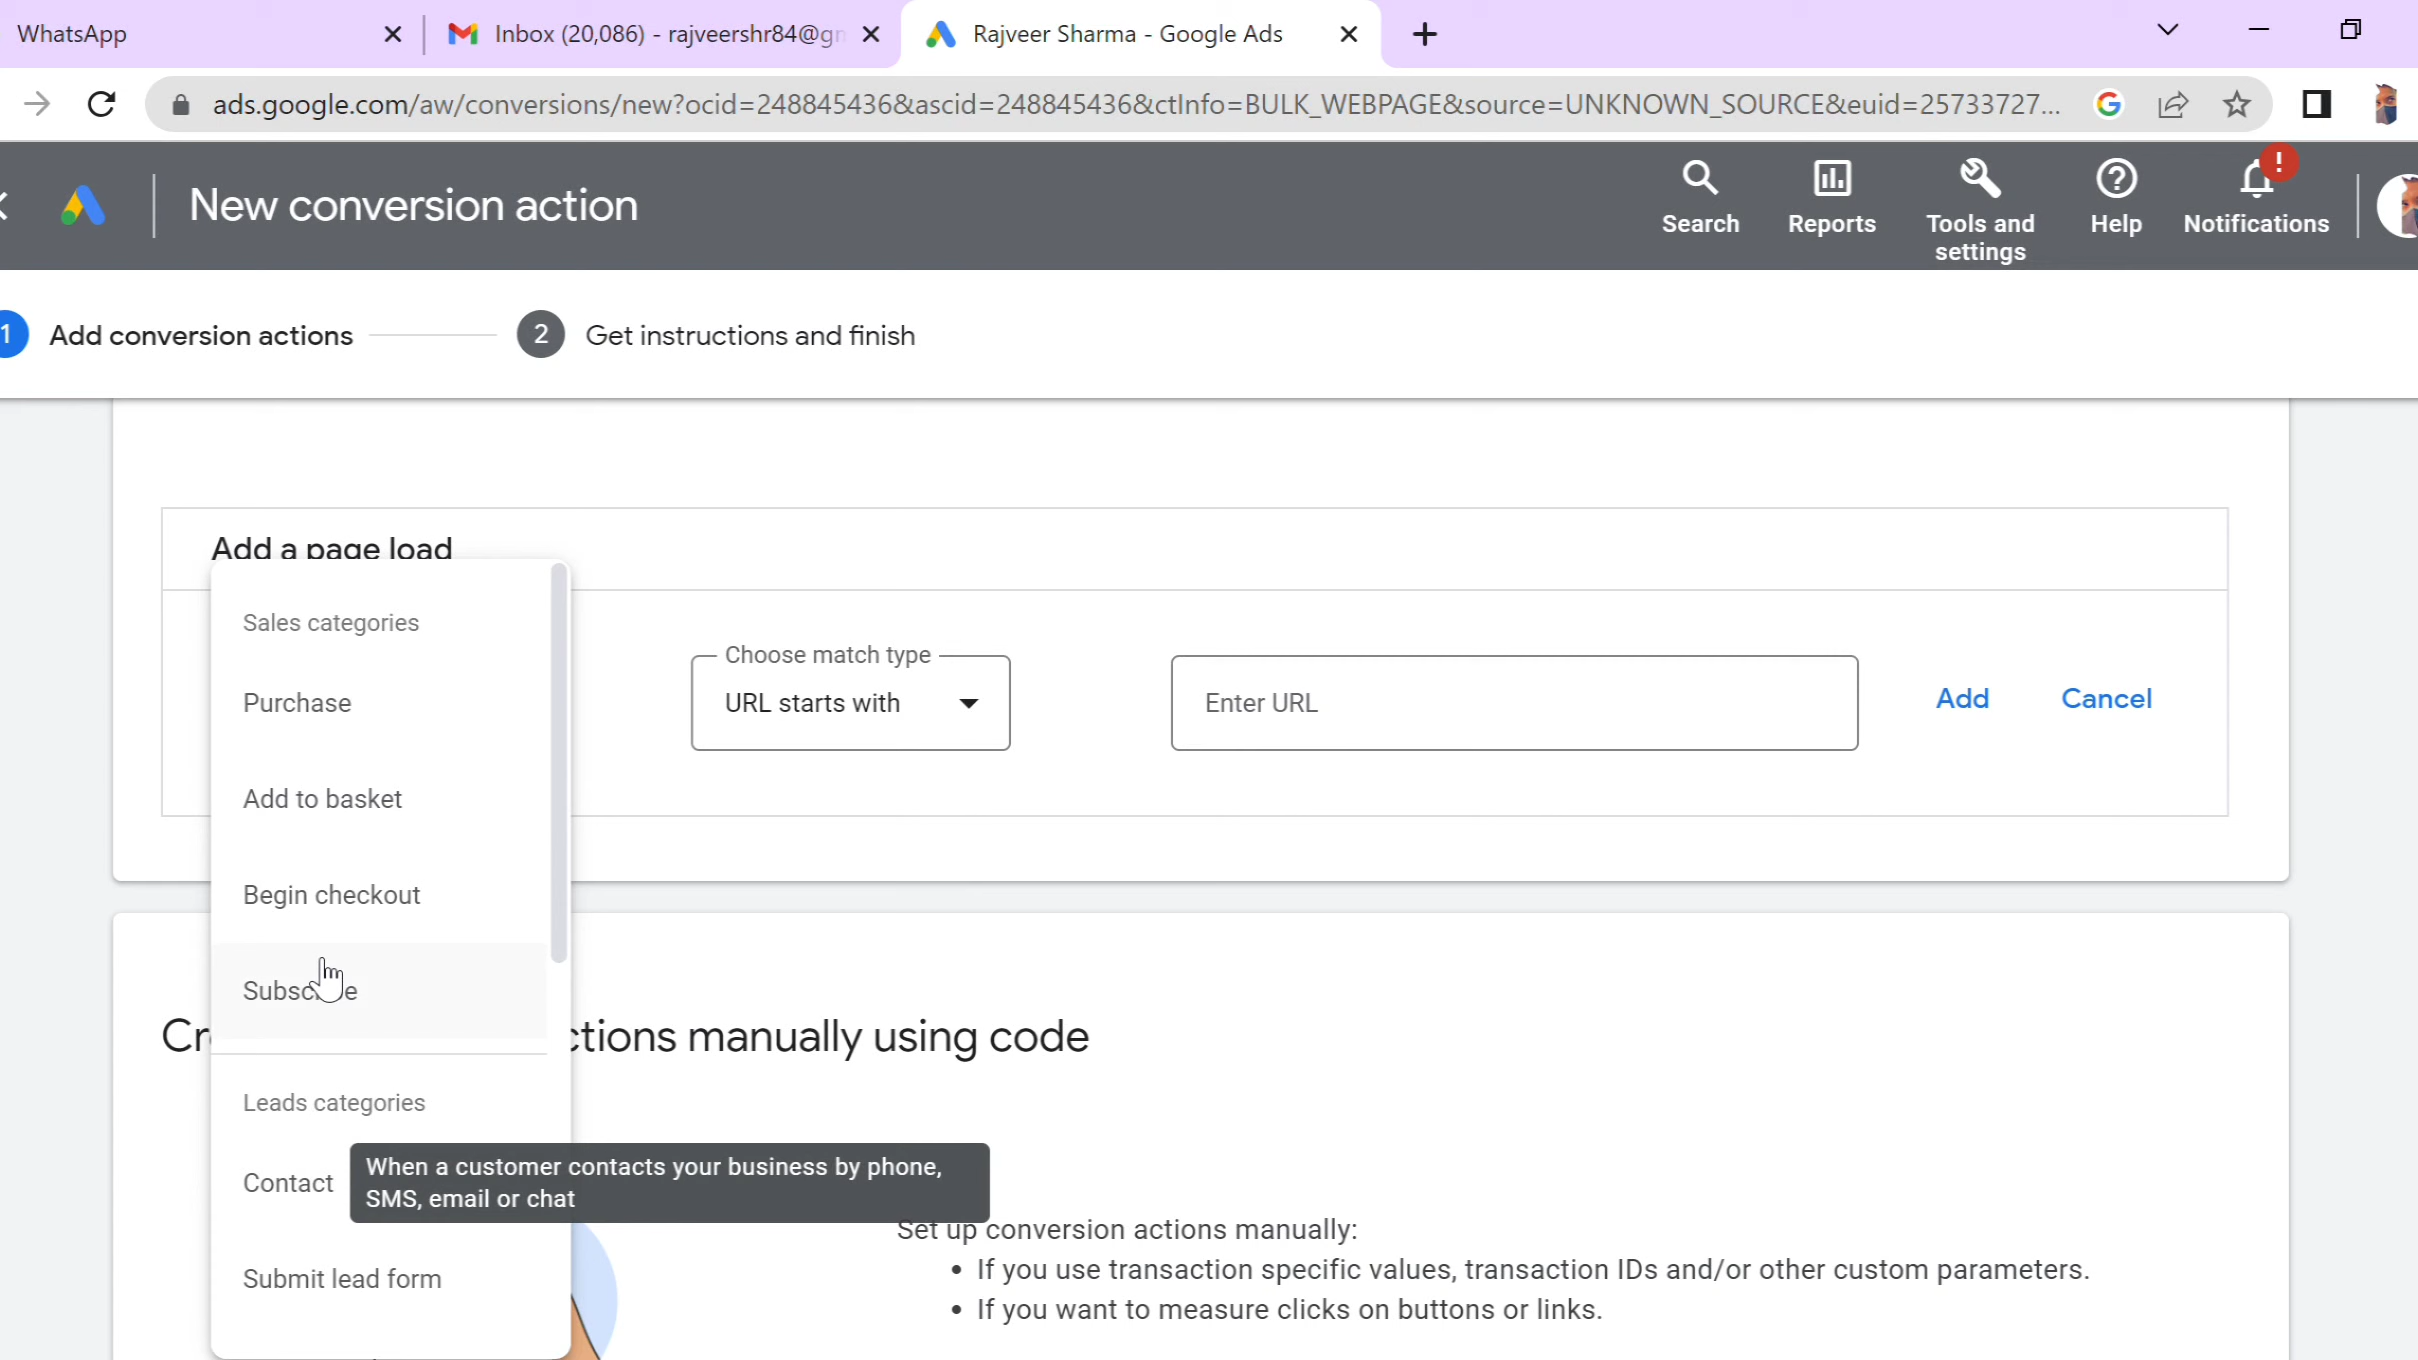 WhatsApp
Inbox (20,086) - rajveershr84@g
Rajveer Sharma - Google Ads
ads.google.com/aw/conversions/new?ocid=248845436&ascid=248845436&ctInfo=BULK_WEBPAGE&source=UNKNOWN_SOURCE&euid=25733727...
New conversion action
Search
Reports
Tools and
settings
Help
!
Notifications
1
Add conversion actions
2
Get instructions and finish
Add a page load
Sales categories
Purchase
Add to basket
Begin checkout
Leads categories
Contact
Submit lead form
Choose match type
URL starts with
Enter URL
Add
Cancel
manually using code
When a customer contacts your business by phone,
SMS, email or chat
Set up conversion actions manually:
• If you use transaction specific values, transaction IDs and/or other custom parameters.
• If you want to measure clicks on buttons or links.